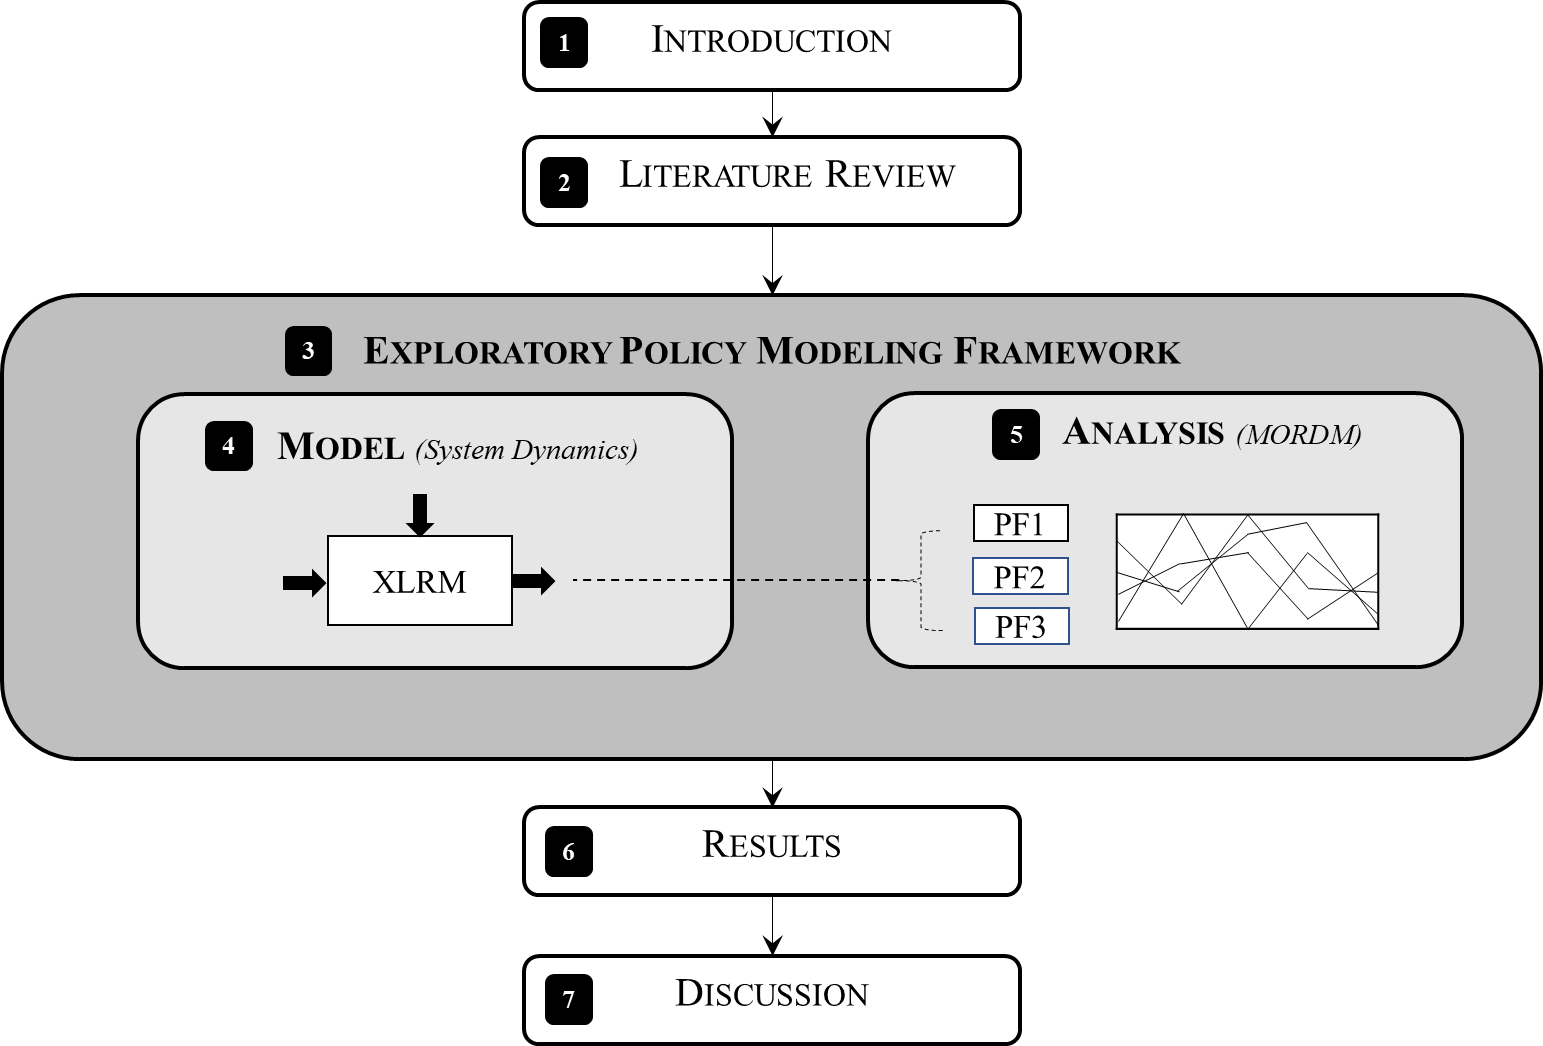 1 INTRODUCTION
2 LITERATURE REVIEW
3 EXPLORATORY POLICY MODELING FRAMEWORK
4 MODEL (System Dynamics)
XLRM
5 ANALYSIS (MORDM)
PF1
PF2
PF3
6 RESULTS
7 DISCUSSION